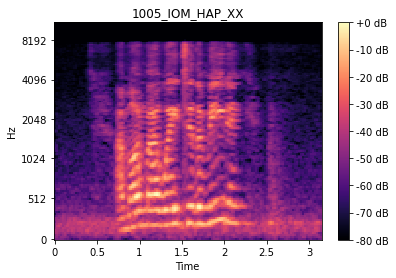 1005_IOM_HAP_XX
Hz
8192
4096
2048
1024
512
0
0 0.5 1 1.5 2 2.5 3
Time
+0 dB
-10 dB
-20 dB
-30 dB
-40 dB
-50 dB
-60 dB
-70 dB
-80 dB